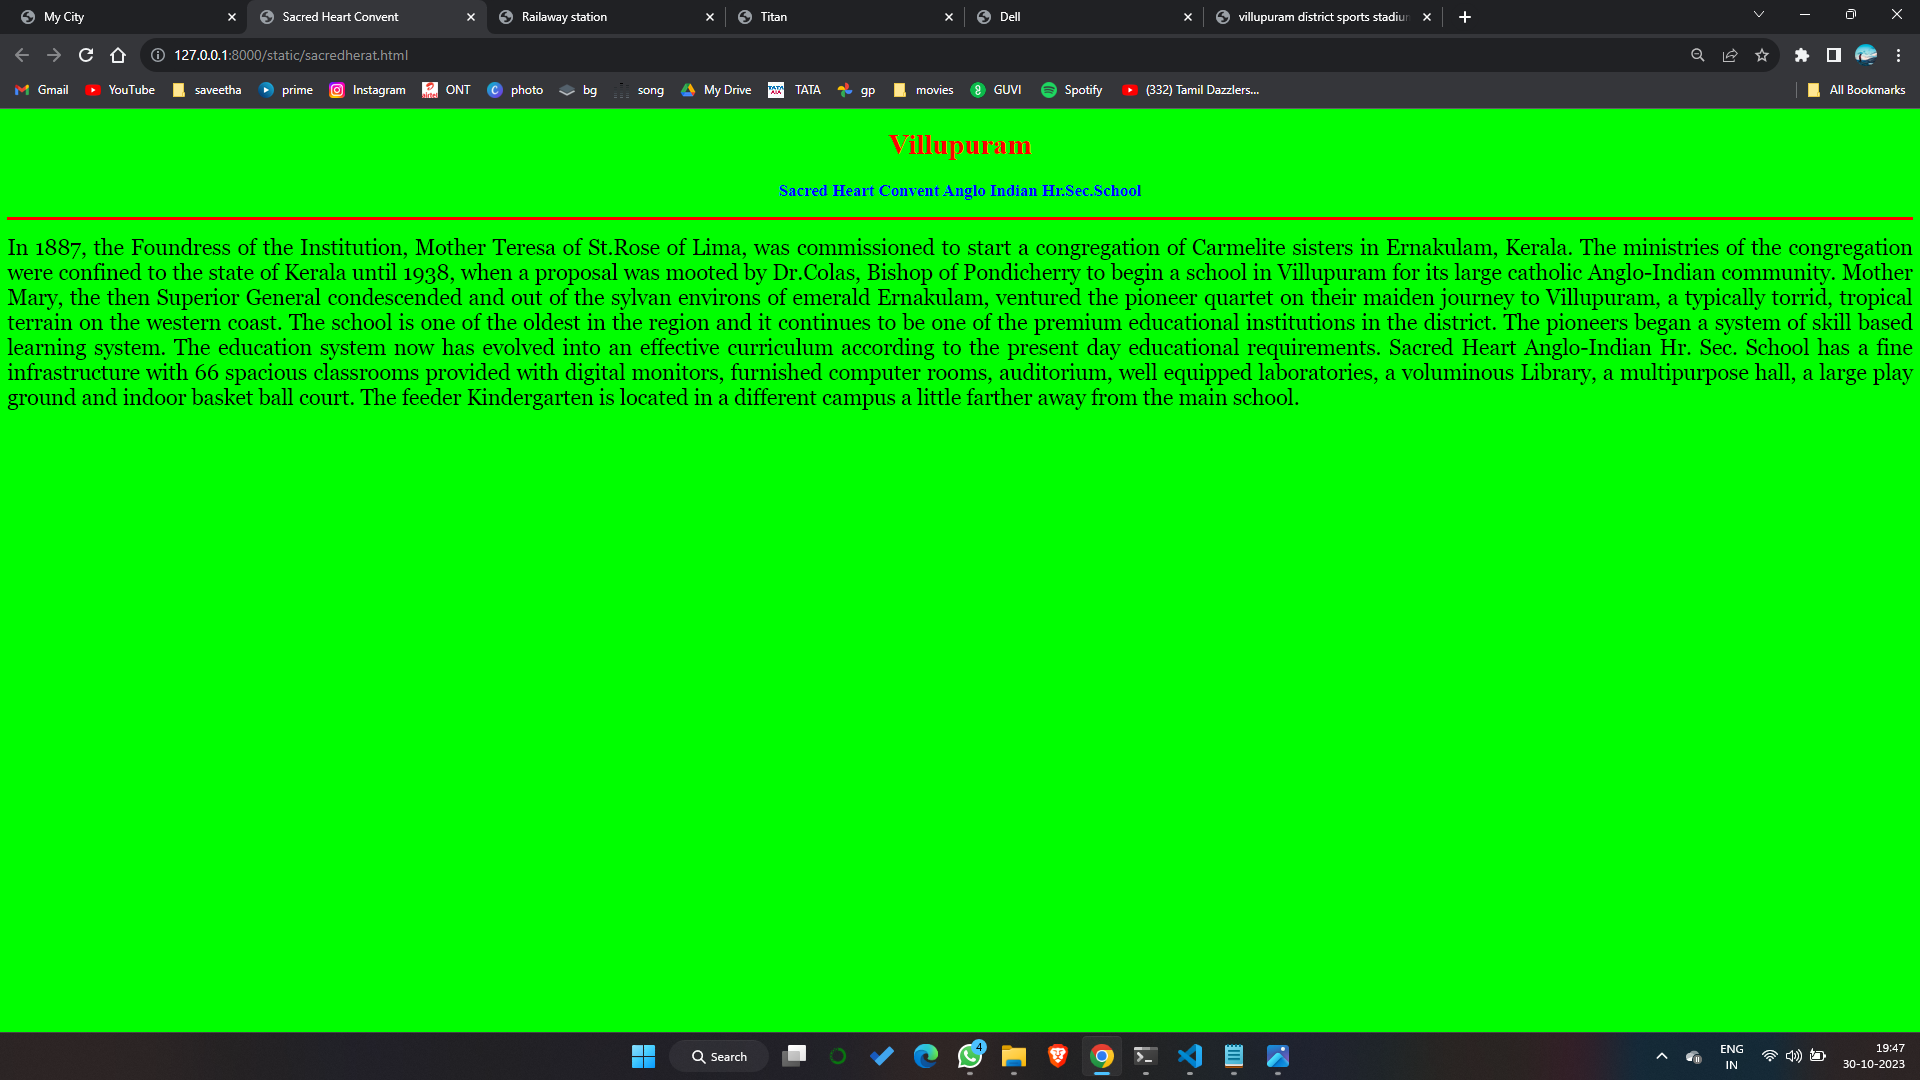 My City
Sacred Heart Convent
Railaway station
Titan
Dell
villupuram district sports stadium
127.0.0.1:8000/static/sacredherat.html
Gmail
YouTube
saveetha
prime
Instagram
airtel
ONT
photo
bg
song
My Drive
TATA AIA
TATA
gp
movies
GUVI
Spotify
(332) Tamil Dazzlers...
All Bookmarks
Villupuram
Sacred Heart Convent Anglo Indian Hr.Sec.School
In 1887, the Foundress of the Institution, Mother Teresa of St.Rose of Lima, was commissioned to start a congregation of Carmelite sisters in Ernakulam, Kerala. The ministries of the congregation
were confined to the state of Kerala until 1938, when a proposal was mooted by Dr.Colas, Bishop of Pondicherry to begin a school in Villupuram for its large catholic Anglo-Indian community. Mother
Mary, the then Superior General condescended and out of the sylvan environs of emerald Ernakulam, ventured the pioneer quartet on their maiden journey to Villupuram, a typically torrid, tropical
terrain on the western coast. The school is one of the oldest in the region and it continues to be one of the premium educational institutions in the district. The pioneers began a system of skill based
learning system. The education system now has evolved into an effective curriculum according to the present day educational requirements. Sacred Heart Anglo-Indian Hr. Sec. School has a fine
infrastructure with 66 spacious classrooms provided with digital monitors, furnished computer rooms, auditorium, well equipped laboratories, a voluminous Library, a multipurpose hall, a large play
ground and indoor basket ball court. The feeder Kindergarten is located in a different campus a little farther away from the main school.
Search
4
ENG
IN
19:47
30-10-2023